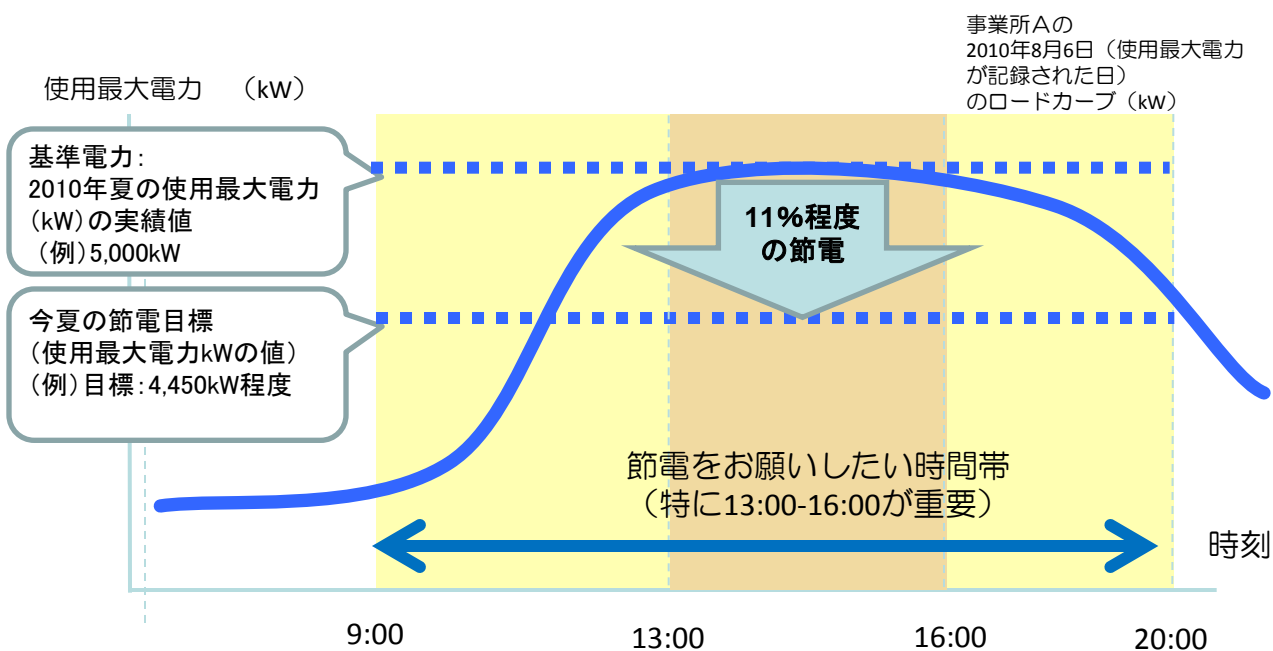 事業所Aの
2010年8月6日（使用最大電力
が記録された日）
のロードカーブ（kW）
使用最大電力　（kW）
基準電力：
2010年夏の使用最大電力
(kW)の実績値
（例）5,000kW
11%程度
の節電
今夏の節電目標
（使用最大電力kWの値）
（例）目標：4,450kW程度
節電をお願いしたい時間帯
（特に13:00-16:00が重要）
時刻
9:00
13:00
16:00
20:00